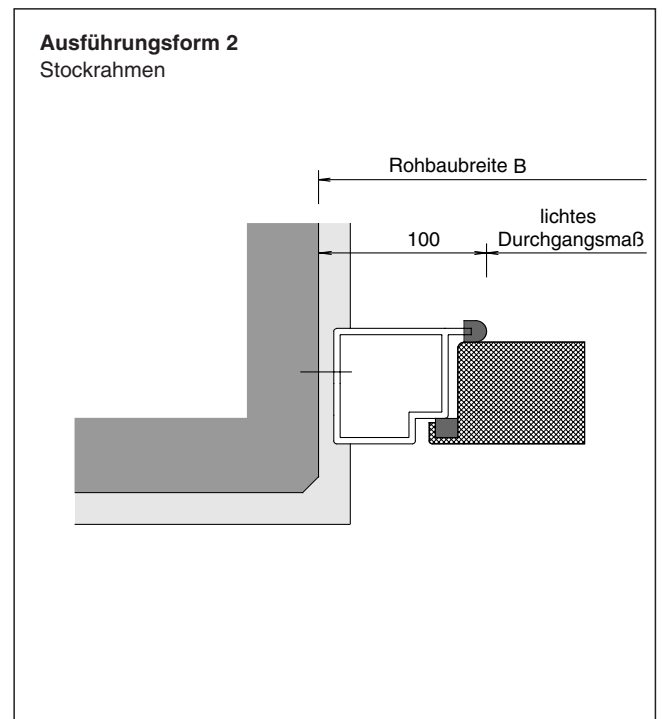 Ausführungsform 2
Stockrahmen
Rohbaubreite B
100
lichtes
Durchgangsmaß